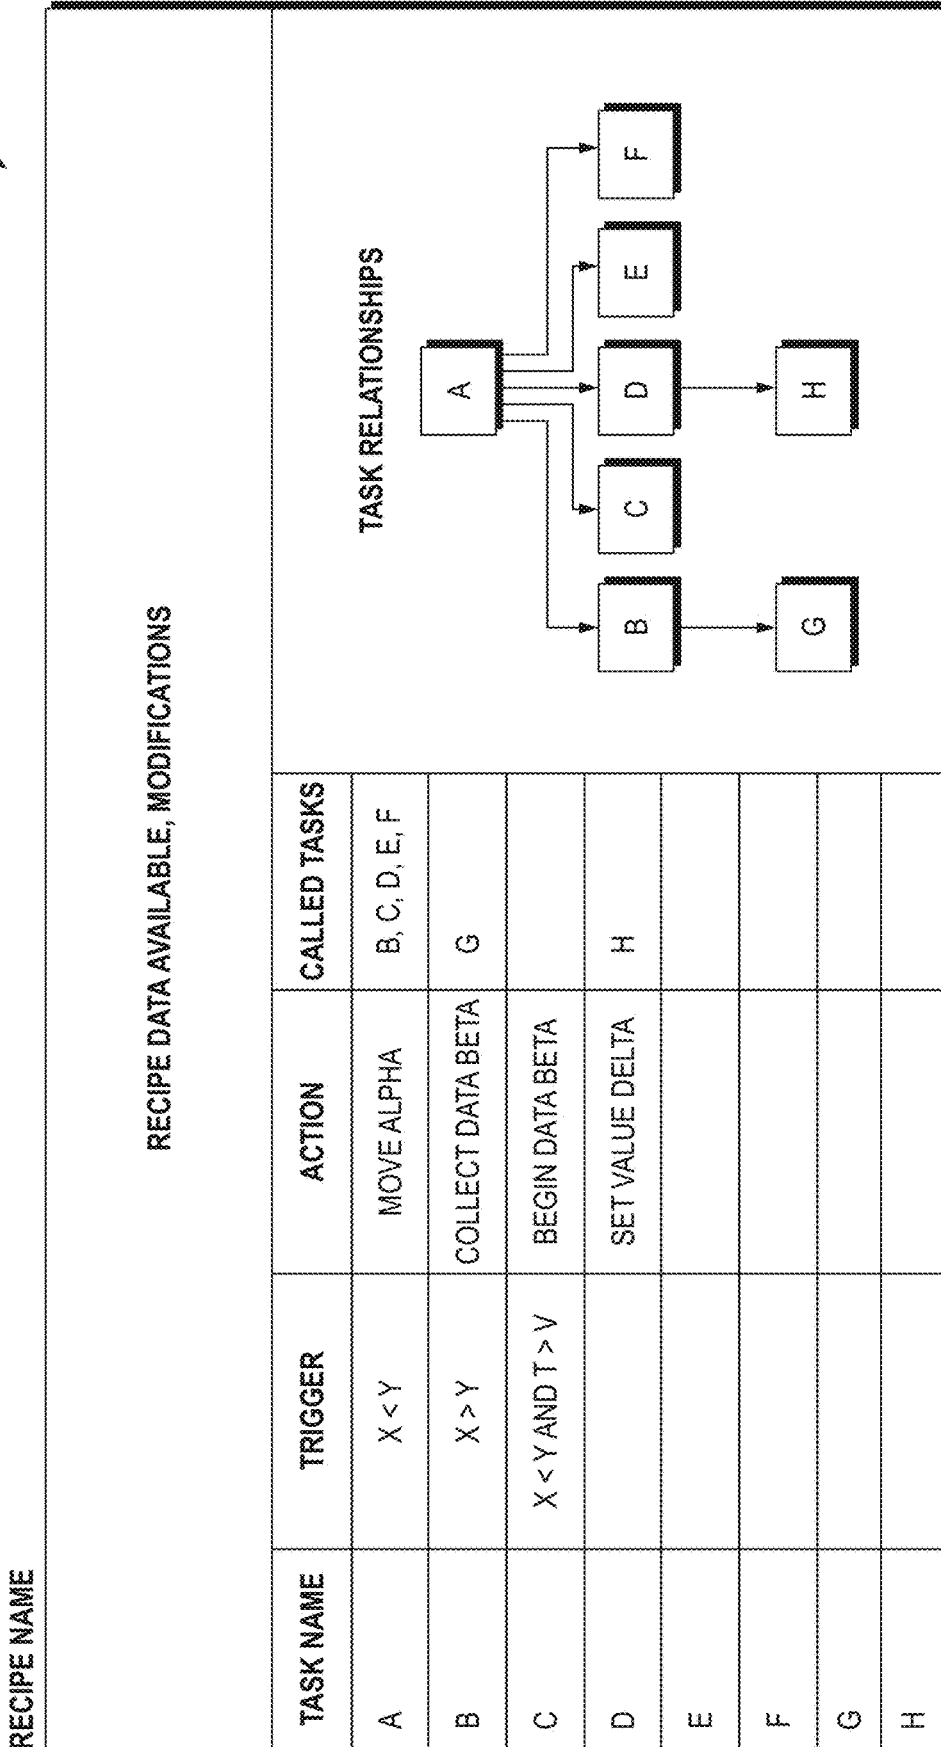 RECIPE NAME
RECIPE DATA AVAILABLE, MODIFICATIONS
TASK NAME TRIGGER ACTION CALLED TASKS
A X < Y MOVE ALPHA B, C, D, E, F
B X > Y COLLECT DATA BETA G
C X < Y AND T > V BEGIN DATA BETA
D SET VALUE DELTA H
E
F
G
H
TASK RELATIONSHIPS
A
B C D E F
G H